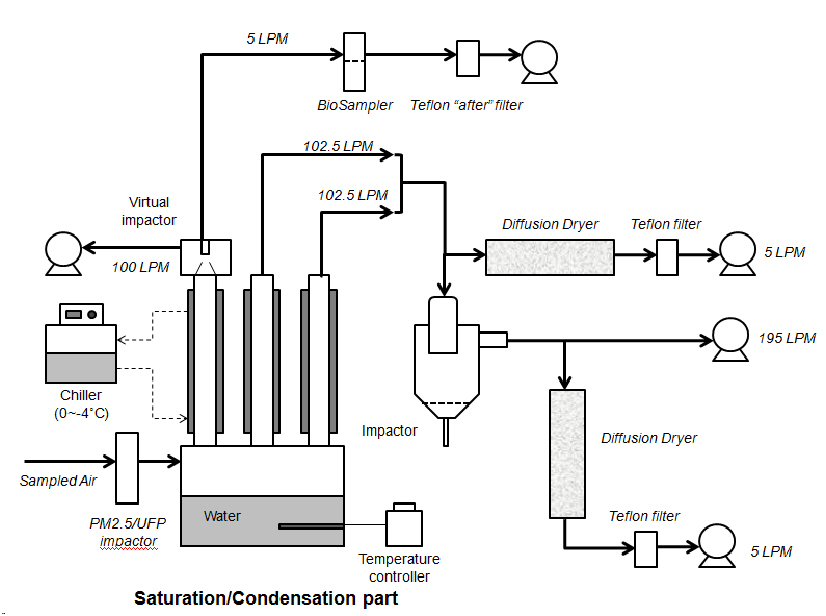 5 LPM
BioSampler
Teflon “after” filter
102.5 LPM
102.5 LPM
Virtual
impactor
100 LPM
Diffusion Dryer
Teflon filter
5 LPM
195 LPM
Chiller
(0~-4˚C)
Impactor
Diffusion Dryer
Sampled Air
PM2.5/UFP
impactor
Water
Temperature
controller
Teflon filter
5 LPM
Saturation/Condensation part